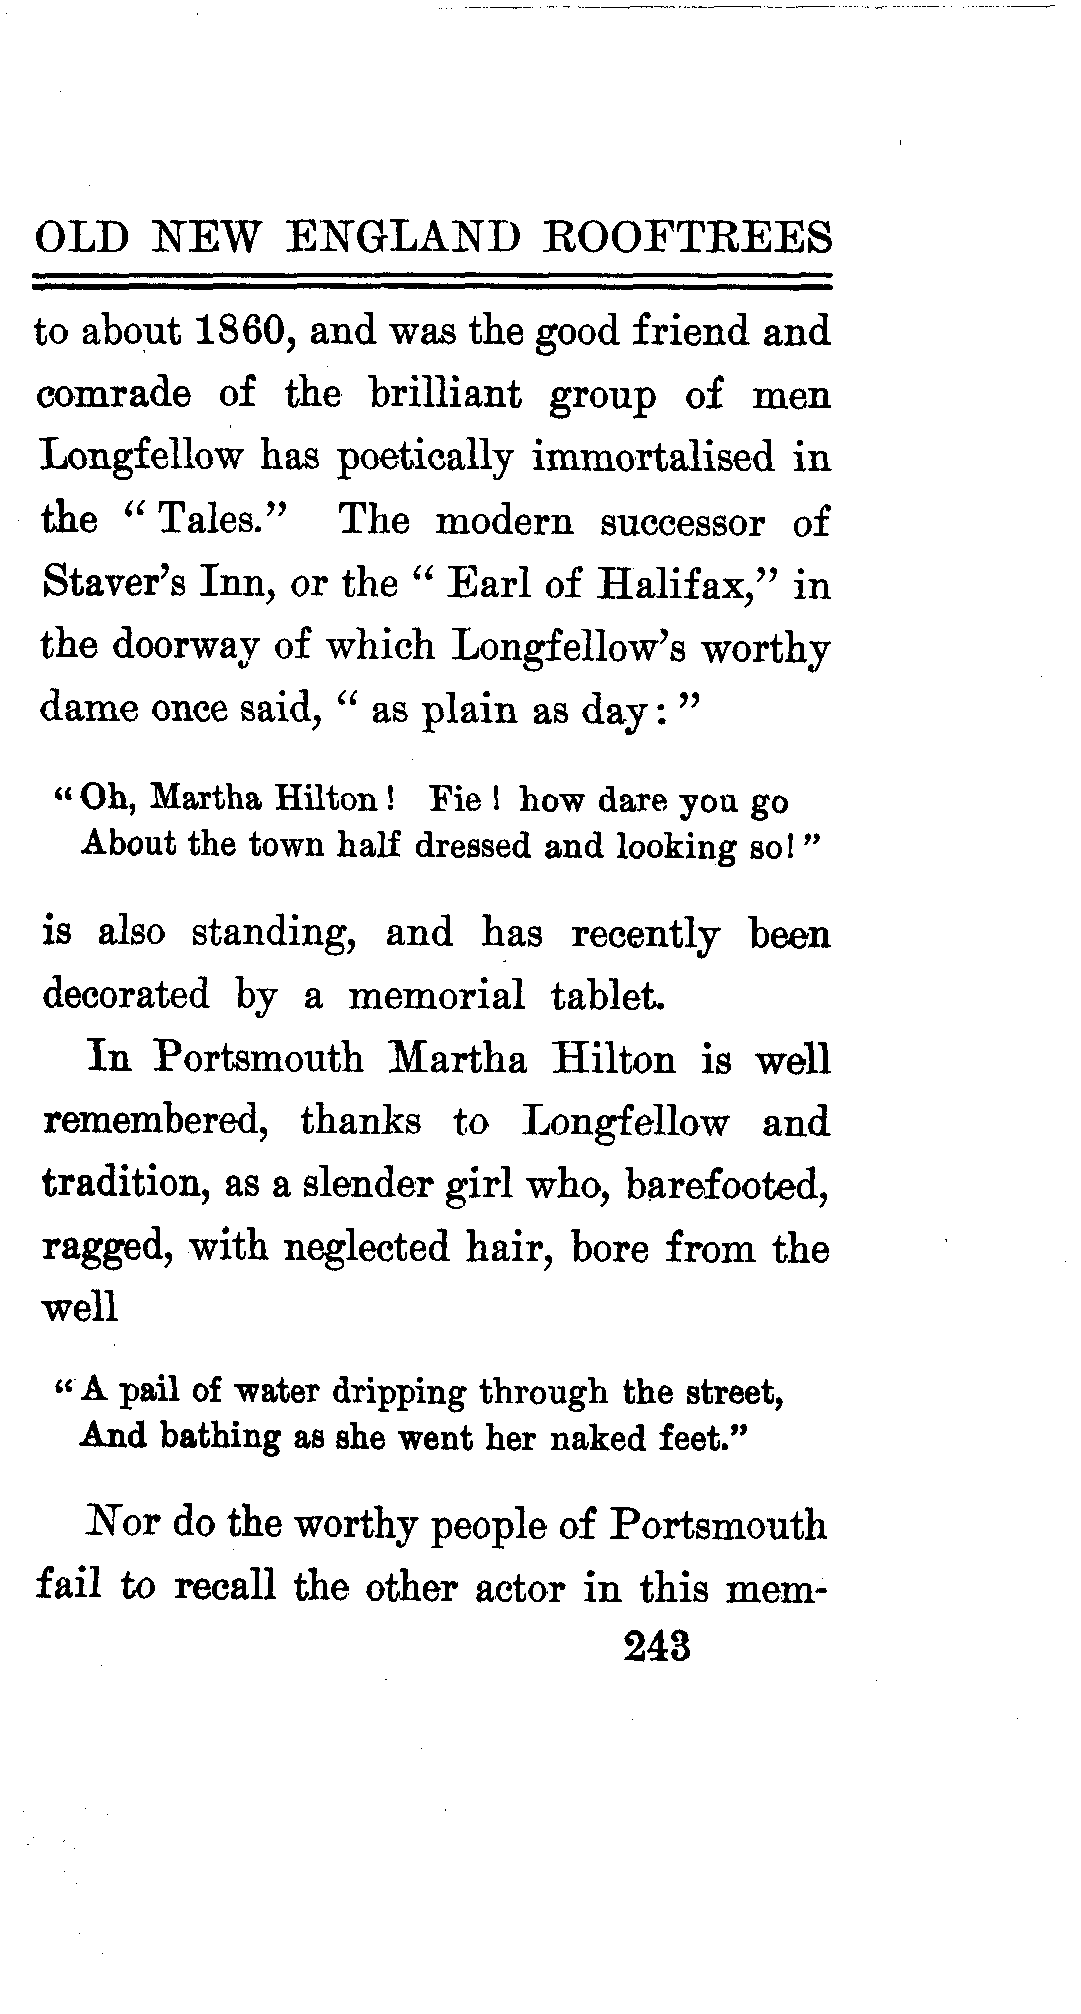 OLD NEW ENGLAND ROOFTREES
to about 1860, and was the good friend and
comrade of the brilliant group of men
Longfellow has poetically immortalised in
the “ Tales.” The modern successor of
Staver’s Inn, or the “ Earl of Halifax,” in
the doorway of which Longfellow’s worthy
dame once said, “ as plain as day: ”
“ Oh, Martha Hilton! Fie! how dare you go
About the town half dressed and looking so! ”
is also standing, and has recently been
decorated by a memorial tablet.
In Portsmouth Martha Hilton is well
remembered, thanks to Longfellow and
tradition, as a slender girl who, barefooted,
ragged, with neglected hair, bore from the
well
“ A pail of water dripping through the street,
And bathing as she went her naked feet.”
Nor do the worthy people of Portsmouth
fail to recall the other actor in this mem-
243